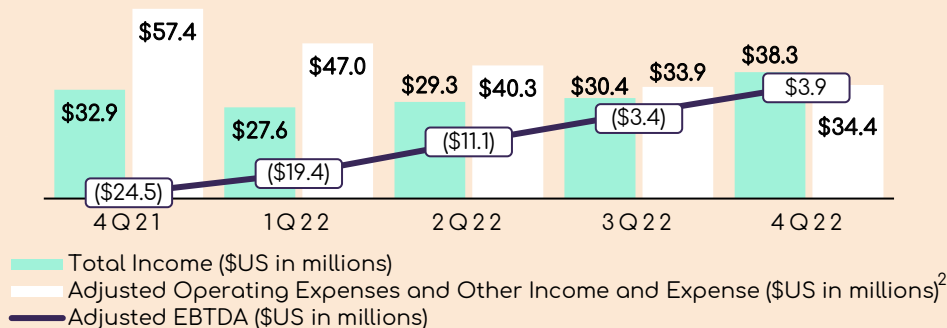 $57.4
$47.0
$38.3
$29.3
$40.3
$30.4
$33.9
$3.9
$32.9
$27.6
($11.1)
($3.4)
$34.4
($24.5)
($19.4)
4Q21
1Q22
2Q22
3Q22
4Q22
Total Income ($US in millions)
Adjusted Operating Expenses and Other Income and Expense ($US in millions)2
Adjusted EBTDA ($US in millions)